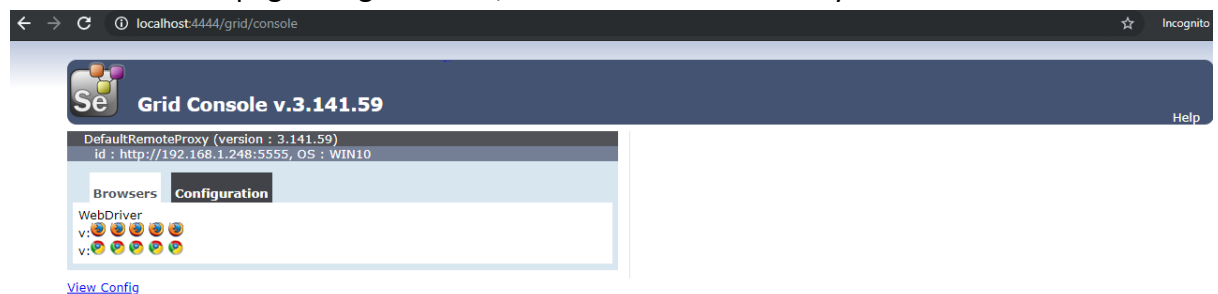 localhost:4444/grid/console
Incognito
Se
Grid Console v.3.141.59
Help
DefaultRemoteProxy (version : 3.141.59)
id : http://192.168.1.248:5555, OS : WIN10
Browsers Configuration
WebDriver
v:
v:
View Config